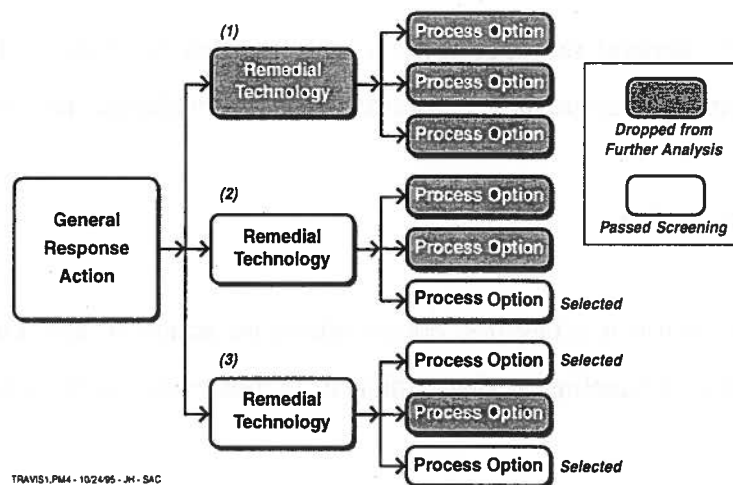 (1)
Remedial
Technology
Process Option
Process Option
Process Option
General
Response
Action
(2)
Remedial
Technology
Process Option
Process Option
Process Option Selected
(3)
Remedial
Technology
Process Option Selected
Process Option
Process Option Selected
Dropped from
Further Analysis
Passed Screening
TRAVIS1.PM4 - 10/24/95 - JH - SAC